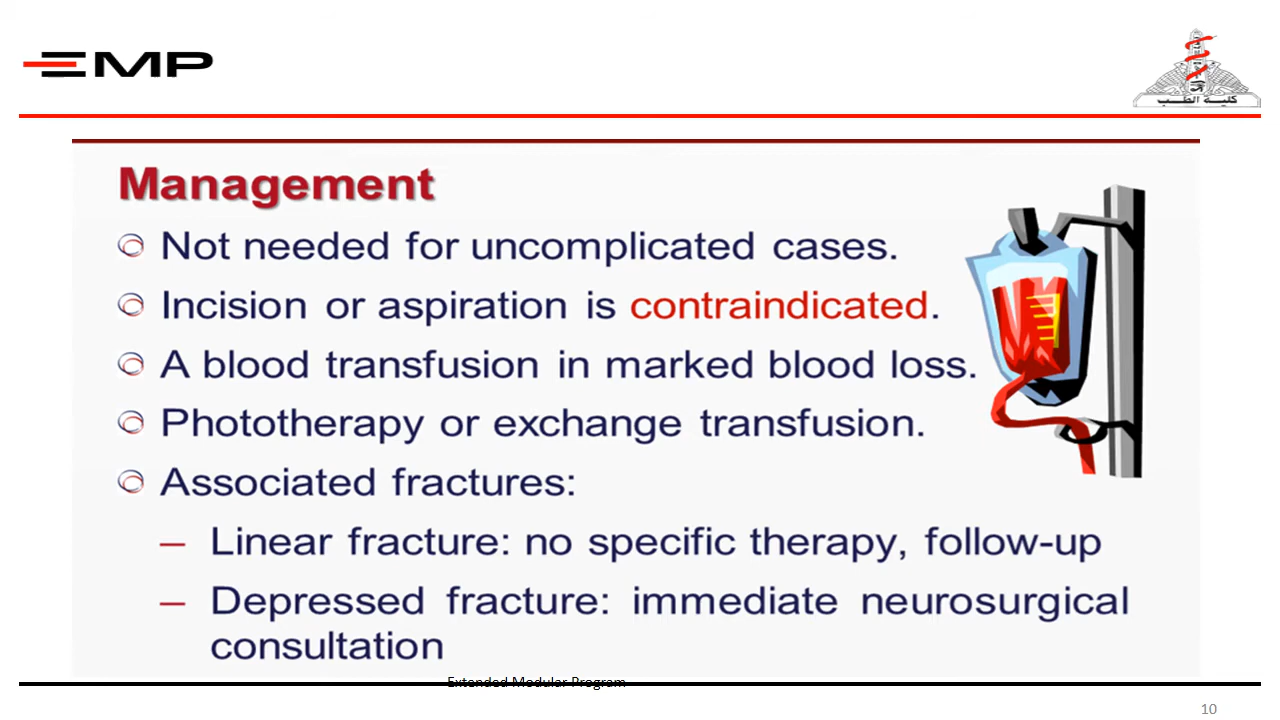 EMP
كلية الطب
Management
Not needed for uncomplicated cases.
Incision or aspiration is contraindicated.
A blood transfusion in marked blood loss.
Phototherapy or exchange transfusion.
Associated fractures:
– Linear fracture: no specific therapy, follow-up
– Depressed fracture: immediate neurosurgical
consultation
Extended Modular Program
10